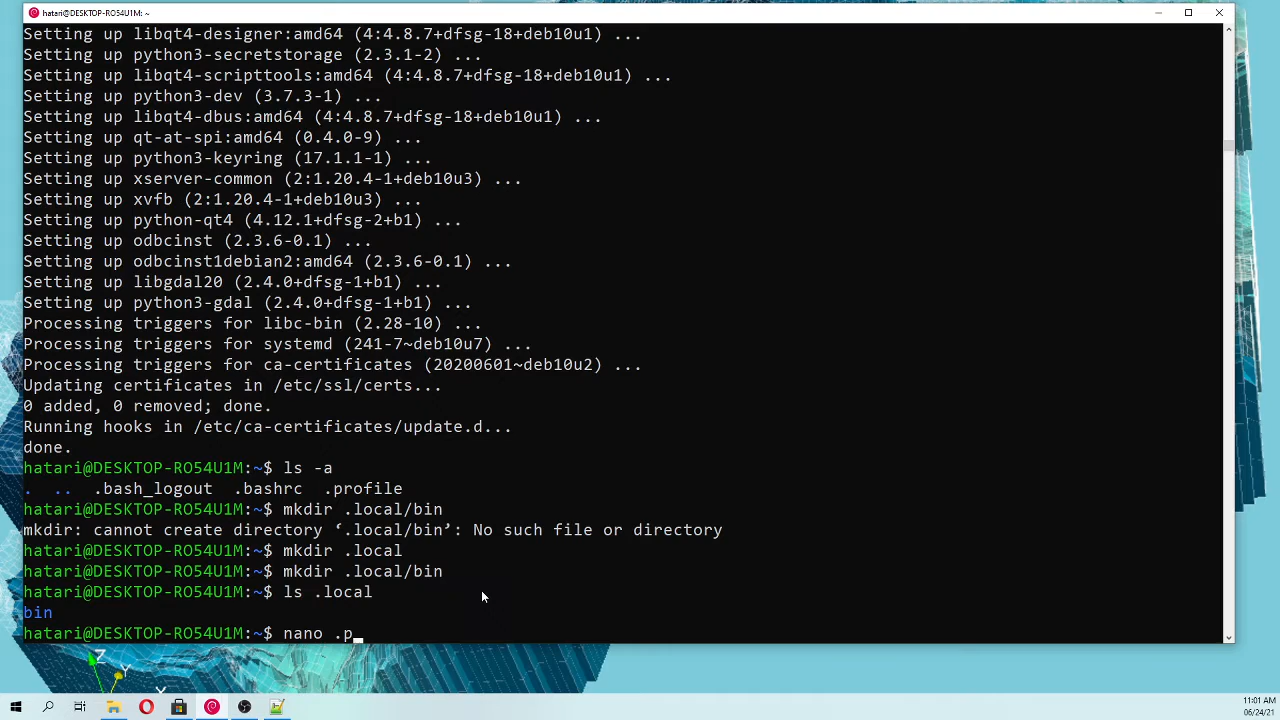 hatari@DESKTOP-RO54U1M: ~
Setting up libqt4-designer:amd64 (4:4.8.7+dfsg-18+deb10u1) ...
Setting up python3-secretstorage (2.3.1-2) ...
Setting up libqt4-scripttools:amd64 (4:4.8.7+dfsg-18+deb10u1) ...
Setting up python3-dev (3.7.3-1) ...
Setting up libqt4-dbus:amd64 (4:4.8.7+dfsg-18+deb10u1) ...
Setting up qt-at-spi:amd64 (0.4.0-9) ...
Setting up python3-keyring (17.1.1-1) ...
Setting up xserver-common (2:1.20.4-1+deb10u3) ...
Setting up xvfb (2:1.20.4-1+deb10u3) ...
Setting up python-qt4 (4.12.1+dfsg-2+b1) ...
Setting up odbcinst (2.3.6-0.1) ...
Setting up odbcinst1debian2:amd64 (2.3.6-0.1) ...
Setting up libgdal20 (2.4.0+dfsg-1+b1) ...
Setting up python3-gdal (2.4.0+dfsg-1+b1) ...
Processing triggers for libc-bin (2.28-10) ...
Processing triggers for systemd (241-7~deb10u7) ...
Processing triggers for ca-certificates (20200601~deb10u2) ...
Updating certificates in /etc/ssl/certs...
0 added, 0 removed; done.
Running hooks in /etc/ca-certificates/update.d...
done.
hatari@DESKTOP-RO54U1M:~$ ls -a
. .. .bash_logout .bashrc .profile
hatari@DESKTOP-RO54U1M:~$ mkdir .local/bin
mkdir: cannot create directory ‘.local/bin’: No such file or directory
hatari@DESKTOP-RO54U1M:~$ mkdir .local
hatari@DESKTOP-RO54U1M:~$ mkdir .local/bin
hatari@DESKTOP-RO54U1M:~$ ls .local
bin
hatari@DESKTOP-RO54U1M:~$ nano .p
Z
Y
X
11:01 AM
06/24/21